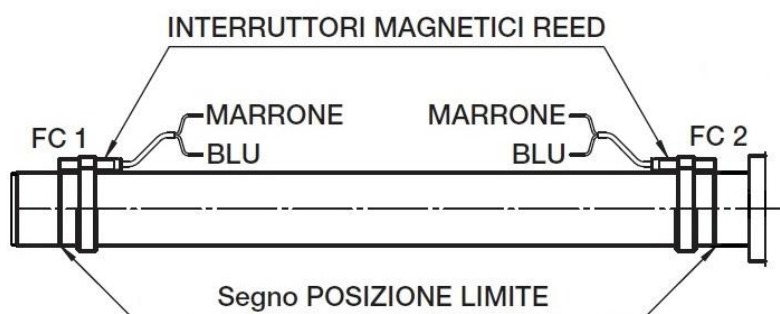 INTERRUTTORI MAGNETICI REED
MARRONE
MARRONE
FC 1
BLU
BLU
FC 2
Segno POSIZIONE LIMITE